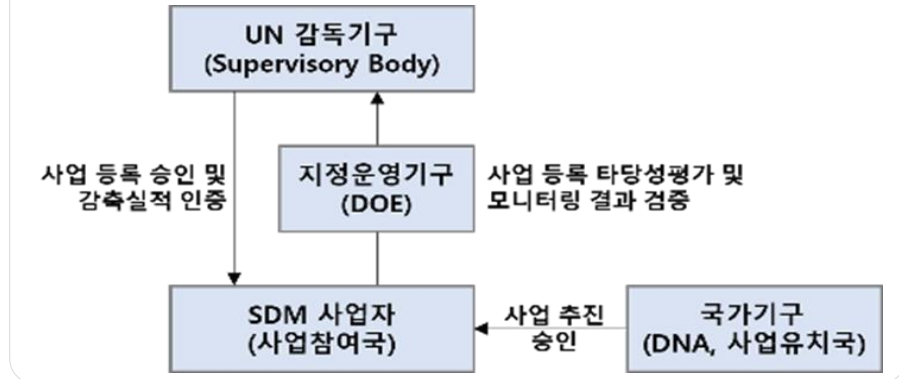 UN 감독기구
(Supervisory Body)
사업 등록 승인 및
감축실적 인증
지정운영기구
(DOE)
사업 등록 타당성평가 및
모니터링 결과 검증
SDM 사업자
(사업참여국)
사업 추진
승인
국가기구
(DNA, 사업유치국)